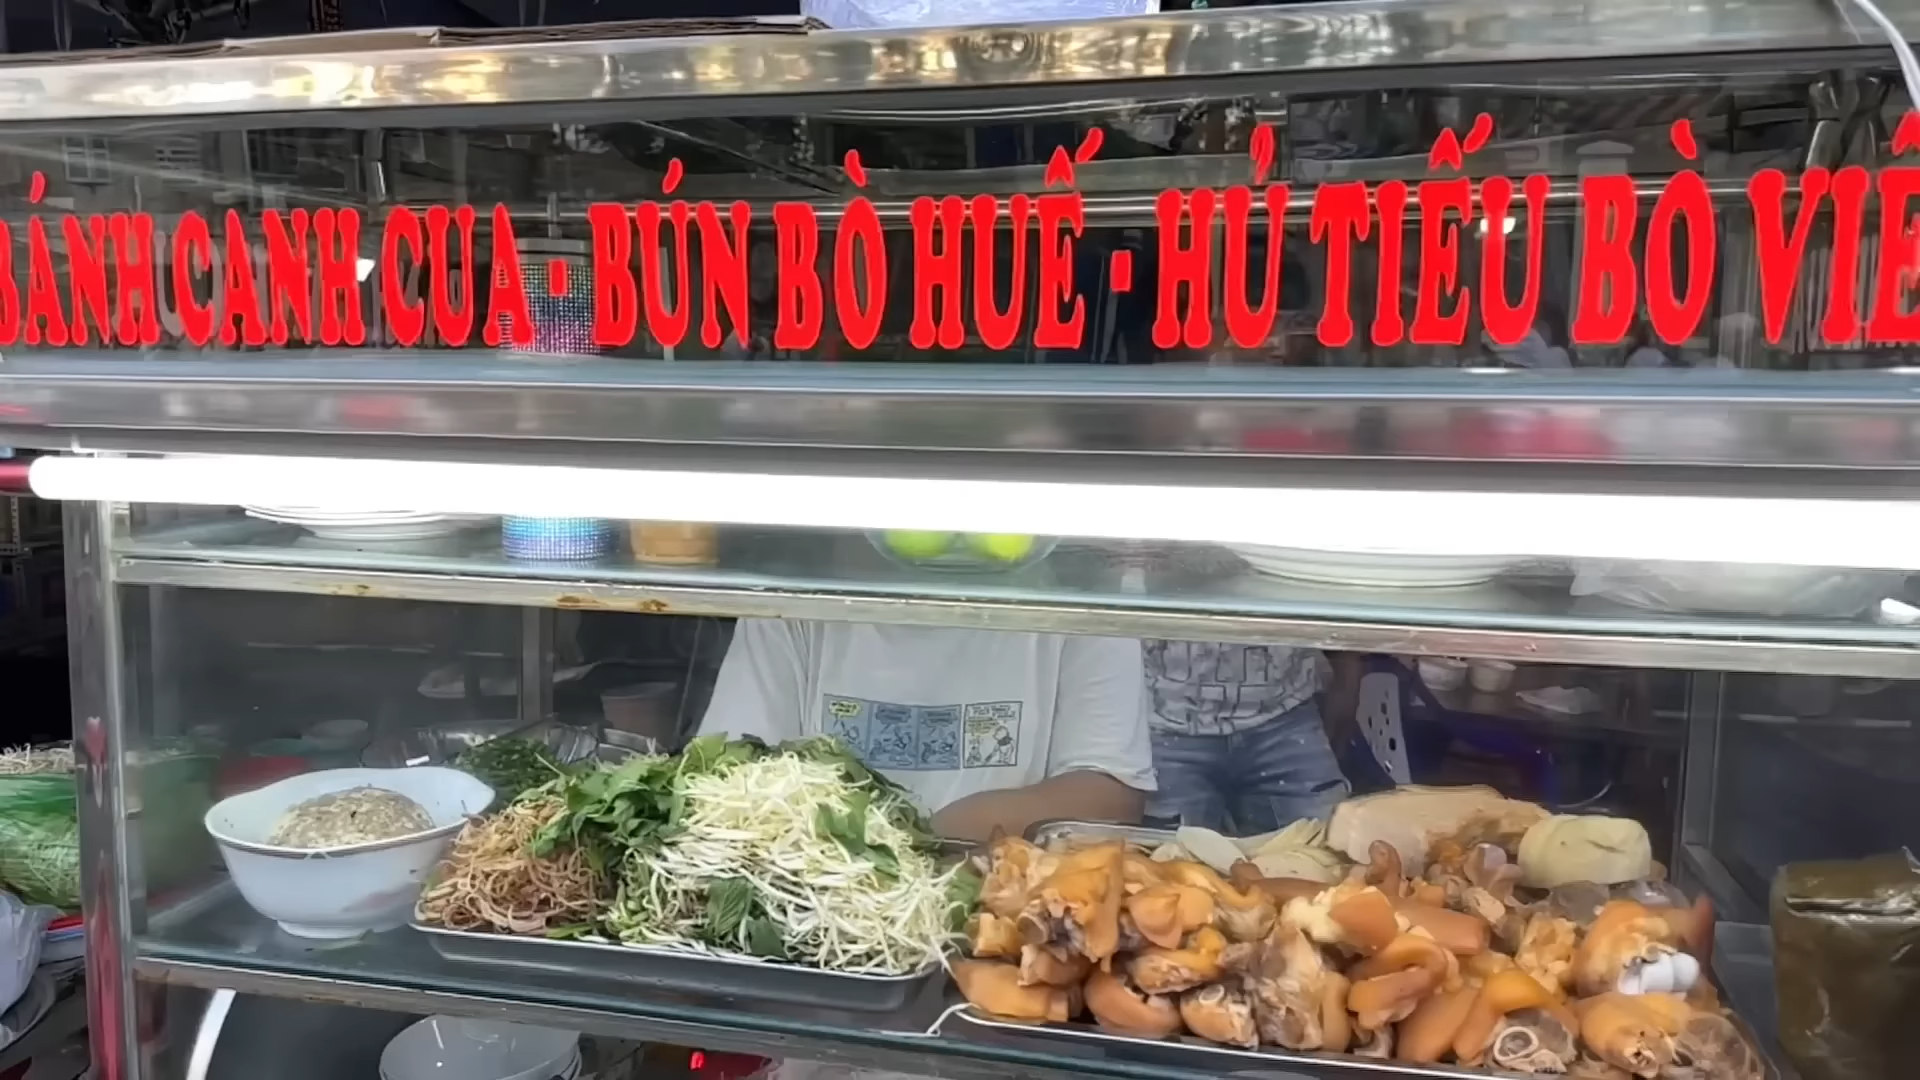 BÁNH CANH CUA · BÚN BÒ HUẾ · HỦ TIẾU BÒ VIÊ